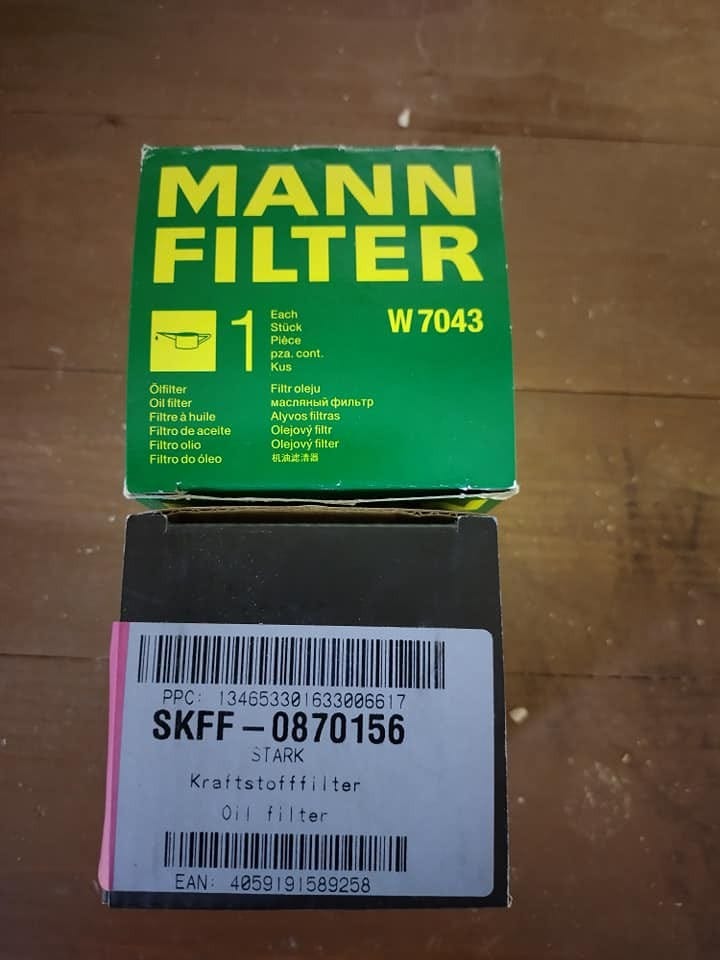 MANN
FILTER
1
Each
Stück
Pièce
pza. cont.
Kus
W 7043
Ölfilter
Oil filter
Filtre à huile
Filtro de aceite
Filtro olio
Filtro do óleo
Filtr oleju
масляный фильтр
Alyvos filtras
Olejový filtr
Olejový filter
机油滤清器
PPC: 134653301633006617
SKFF-0870156
STARK
Kraftstofffilter
Oil filter
EAN: 4059191589258